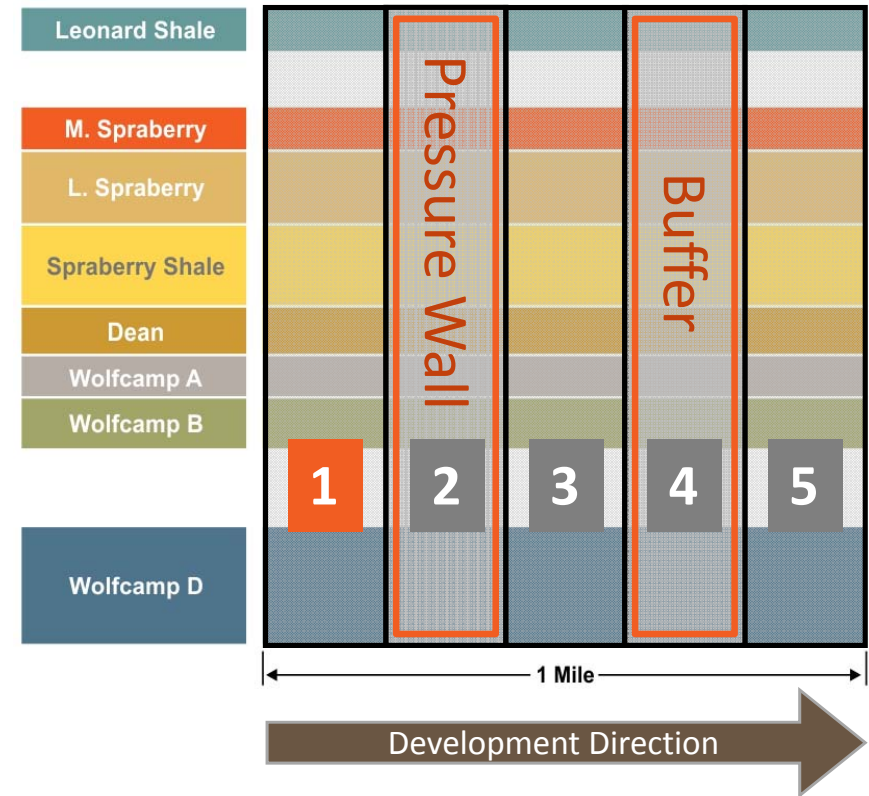 Leonard Shale
M. Spraberry
L. Spraberry
Spraberry Shale
Dean
Wolfcamp A
Wolfcamp B
Wolfcamp D
Pressure Wall
Buffer
1
2
3
4
5
1 Mile
Development Direction